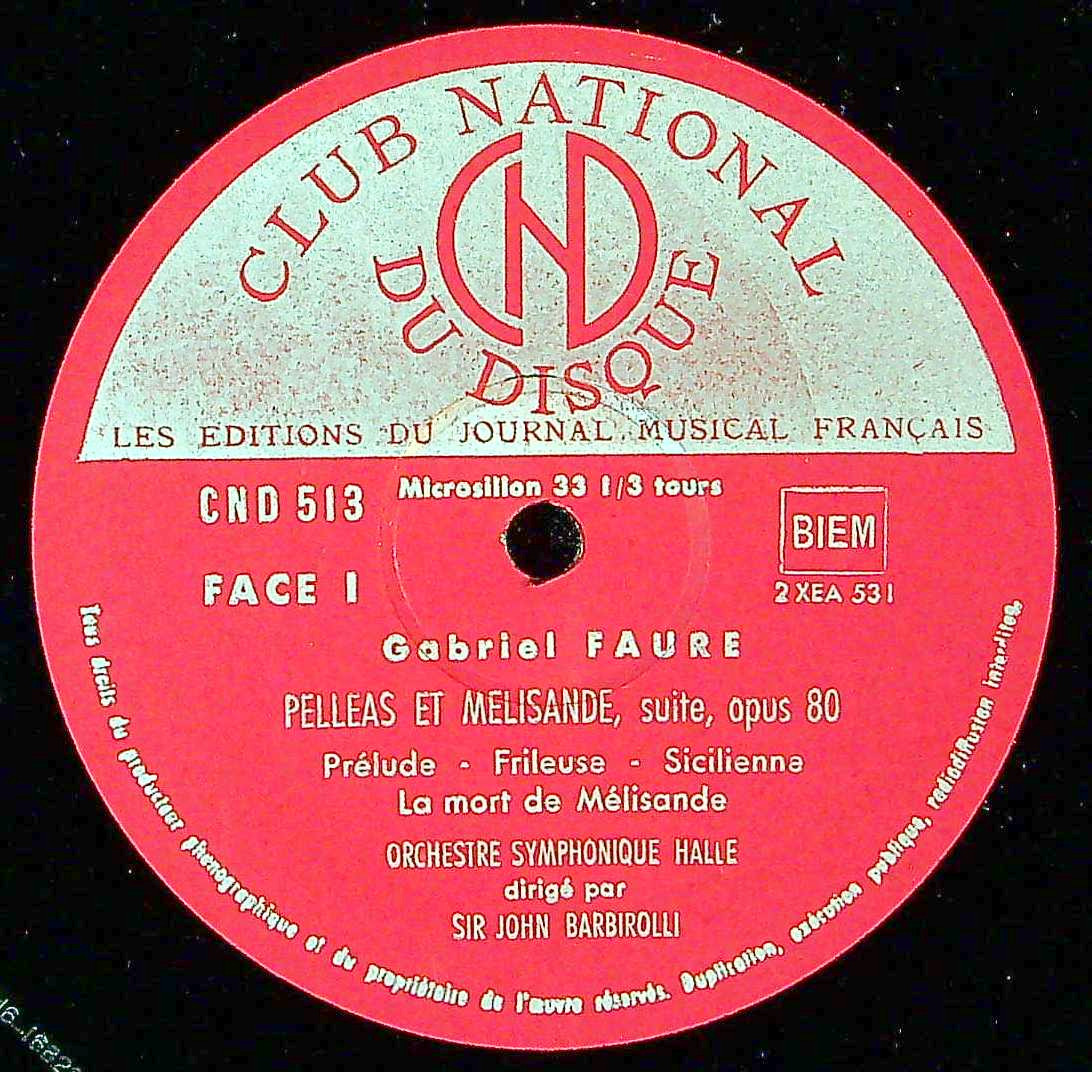 CLUB NATIONAL
DU DISQUE
LES EDITIONS DU JOURNAL MUSICAL FRANÇAIS
CND 513
Microsillon 33 1/3 tours
BIEM
FACE I
2 XEA 531
Gabriel FAURE
PELLEAS ET MELISANDE, suite, opus 80
Prélude - Frileuse - Sicilienne
La mort de Mélisande
ORCHESTRE SYMPHONIQUE HALLE
dirigé par
SIR JOHN BARBIROLLI
Tous droits du producteur phonographique et du propriétaire de l'œuvre réservés. Duplication, exécution publique, radiodiffusion interdites.